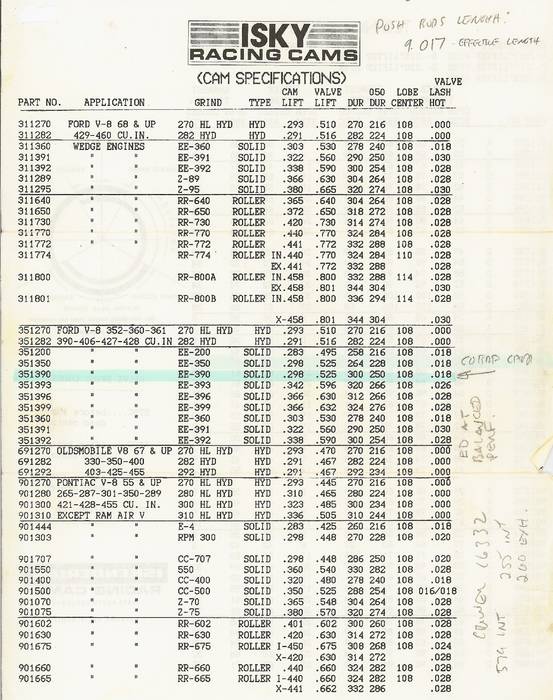 ISKY
RACING CAMS
PUSH RODS LENGTH:
9.017 EFFECTIVE LENGTH
(CAM SPECIFICATIONS)
CAM VALVE 050 LOBE VALVE LASH
PART NO. APPLICATION GRIND TYPE LIFT LIFT DUR DUR CENTER HOT
311270 FORD V-8 68 & UP 270 HL HYD HYD .293 .510 270 216 108 .000
311282 429-460 CU.IN. 282 HYD HYD .291 .516 282 224 108 .000
311360 WEDGE ENGINES EE-360 SOLID .303 .530 278 240 108 .018
311391 " " EE-391 SOLID .322 .560 290 250 108 .030
311392 " " EE-392 SOLID .338 .590 300 254 108 .028
311289 " " Z-89 SOLID .366 .630 304 264 108 .028
311295 " " Z-95 SOLID .380 .665 320 274 108 .030
311640 " " RR-640 ROLLER .365 .640 304 264 108 .028
311650 " " RR-650 ROLLER .372 .650 318 272 108 .028
311730 " " RR-730 ROLLER .420 .730 314 274 108 .028
311770 " " RR-770 ROLLER .440 .770 324 284 108 .028
311772 " " RR-772 ROLLER .441 .772 332 288 108 .028
311774 " " RR-774 ROLLER IN.440 .770 324 284 110 .028
EX.441 .772 332 288 .028
311800 RR-800A ROLLER IN.458 .800 332 288 114 .028
EX.458 .801 344 304 .030
311801 RR-800B ROLLER IN.458 .800 336 294 114 .028
X-458 .801 344 304 .030
351270 FORD V-8 352-360-361 270 HL HYD HYD .293 .510 270 216 108 .000
351282 390-406-427-428 CU.IN 282 HYD HYD .291 .516 282 224 108 .000
351200 " " EE-200 SOLID .283 .495 258 216 108 .018
351350 " " EE-350 SOLID .298 .525 264 228 108 .018
351390 " " EE-390 SOLID .298 .525 300 250 108 .018
351393 " " EE-393 SOLID .342 .596 320 266 108 .026
351396 " " EE-396 SOLID .366 .630 312 266 108 .028
351399 " " EE-399 SOLID .366 .632 324 276 108 .028
351360 " " EE-360 SOLID .303 .530 278 240 108 .018
351391 " " EE-391 SOLID .322 .560 290 250 108 .030
351392 " " EE-392 SOLID .338 .590 300 254 108 .028
691270 OLDSMOBILE V8 67 & UP 270 HL HYD HYD .293 .470 270 216 108 .000
691282 330-350-400 282 HYD HYD .291 .467 282 224 108 .000
691292 403-425-455 292 HYD HYD .291 .467 292 234 108 .000
901270 PONTIAC V-8 55 & UP 270 HL HYD HYD .293 .445 270 216 108 .000
901280 265-287-301-350-289 280 HL HYD HYD .310 .465 280 224 108 .000
901300 421-428-455 CU. IN. 300 HL HYD HYD .323 .485 300 234 108 .000
901310 EXCEPT RAM AIR V 310 HL HYD HYD .336 .505 310 244 108 .000
901444 " " E-4 SOLID .283 .425 260 216 108 .018
901303 " " RPM 300 SOLID .298 .448 270 228 108 .020
901707 " " CC-707 SOLID .298 .448 286 250 108 .020
901550 " " 550 SOLID .360 .540 330 282 108 .028
901400 " " CC-400 SOLID .320 .480 278 240 108 .018
901500 " " CC-500 SOLID .350 .525 288 254 108 016/018
901070 " " Z-70 SOLID .365 .548 304 264 108 .028
901075 " " Z-75 SOLID .380 .570 320 274 108 .028
901602 " " RR-602 ROLLER .401 .602 300 260 108 .028
901630 " " RR-630 ROLLER .420 .630 314 272 108 .028
901675 " " RR-675 ROLLER I-450 .675 308 268 108 .024
X-420 .630 314 272 .028
901660 " " RR-660 ROLLER .440 .660 324 282 108 .028
901665 " " RR-665 ROLLER I-440 .660 324 282 108 .028
X-441 .662 332 286 .028
ED AT
BALANCED
PERF.
CROWER 16332
579 INT 255 INT
200 EXH.